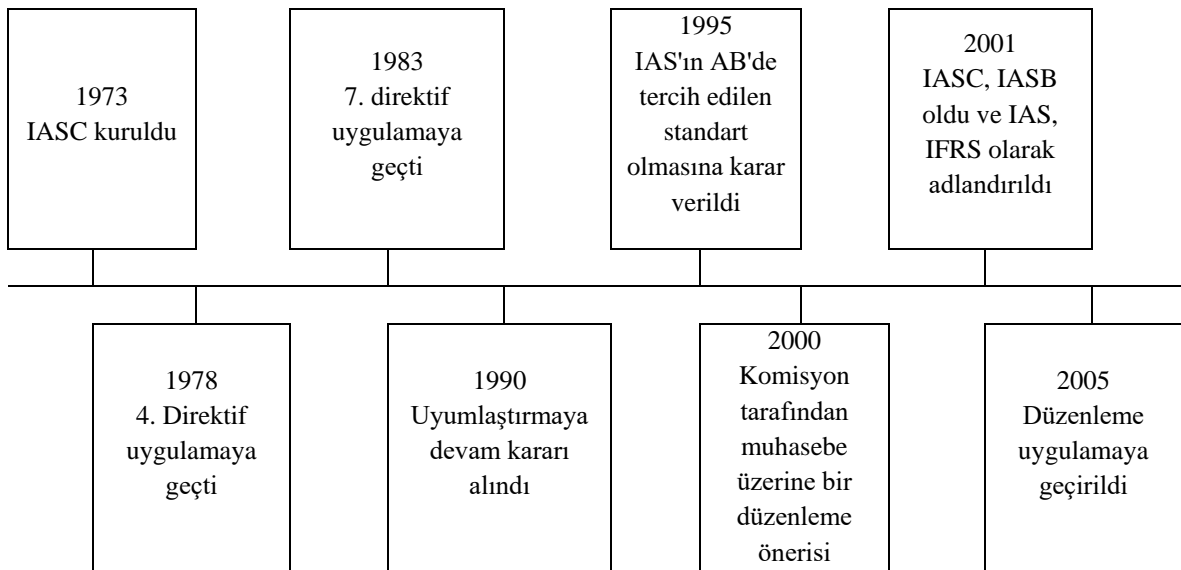 1973
IASC kuruldu
1978
4. Direktif
uygulamaya
geçti
1983
7. direktif
uygulamaya
geçti
1990
Uyumlaştırmaya
devam kararı
alındı
1995
IAS'ın AB'de
tercih edilen
standart
olmasına karar
verildi
2000
Komisyon
tarafından
muhasebe
üzerine bir
düzenleme
önerisi
2001
IASC, IASB
oldu ve IAS,
IFRS olarak
adlandırıldı
2005
Düzenleme
uygulamaya
geçirildi